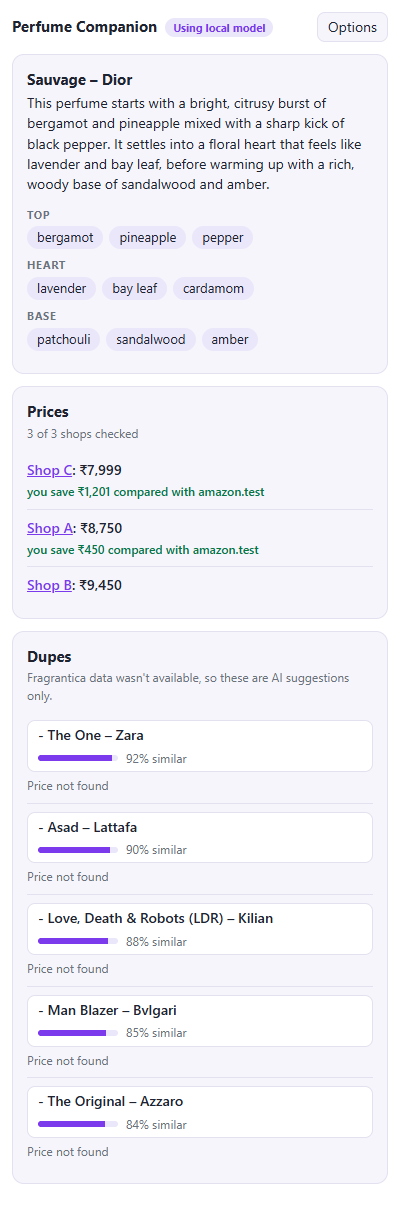 Perfume Companion Using local model Options
Sauvage – Dior
This perfume starts with a bright, citrusy burst of
bergamot and pineapple mixed with a sharp kick of
black pepper. It settles into a floral heart that feels like
lavender and bay leaf, before warming up with a rich,
woody base of sandalwood and amber.
TOP
bergamot pineapple pepper
HEART
lavender bay leaf cardamom
BASE
patchouli sandalwood amber
Prices
3 of 3 shops checked
Shop C: ₹7,999
you save ₹1,201 compared with amazon.test
Shop A: ₹8,750
you save ₹450 compared with amazon.test
Shop B: ₹9,450
Dupes
Fragrantica data wasn't available, so these are AI suggestions
only.
- The One – Zara
92% similar
Price not found
- Asad – Lattafa
90% similar
Price not found
- Love, Death & Robots (LDR) – Kilian
88% similar
Price not found
- Man Blazer – Bvlgari
85% similar
Price not found
- The Original – Azzaro
84% similar
Price not found